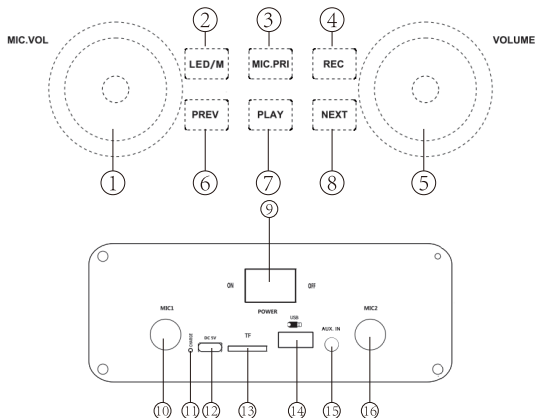 ② ③ ④
MIC.VOL VOLUME
LED/M MIC.PRI REC
PREV PLAY NEXT
① ⑥ ⑦ ⑧ ⑤
⑨
ON OFF
POWER
MIC1 USB MIC2
CHARGE DC 5V TF AUX. IN
⑩ ⑪ ⑫ ⑬ ⑭ ⑮ ⑯